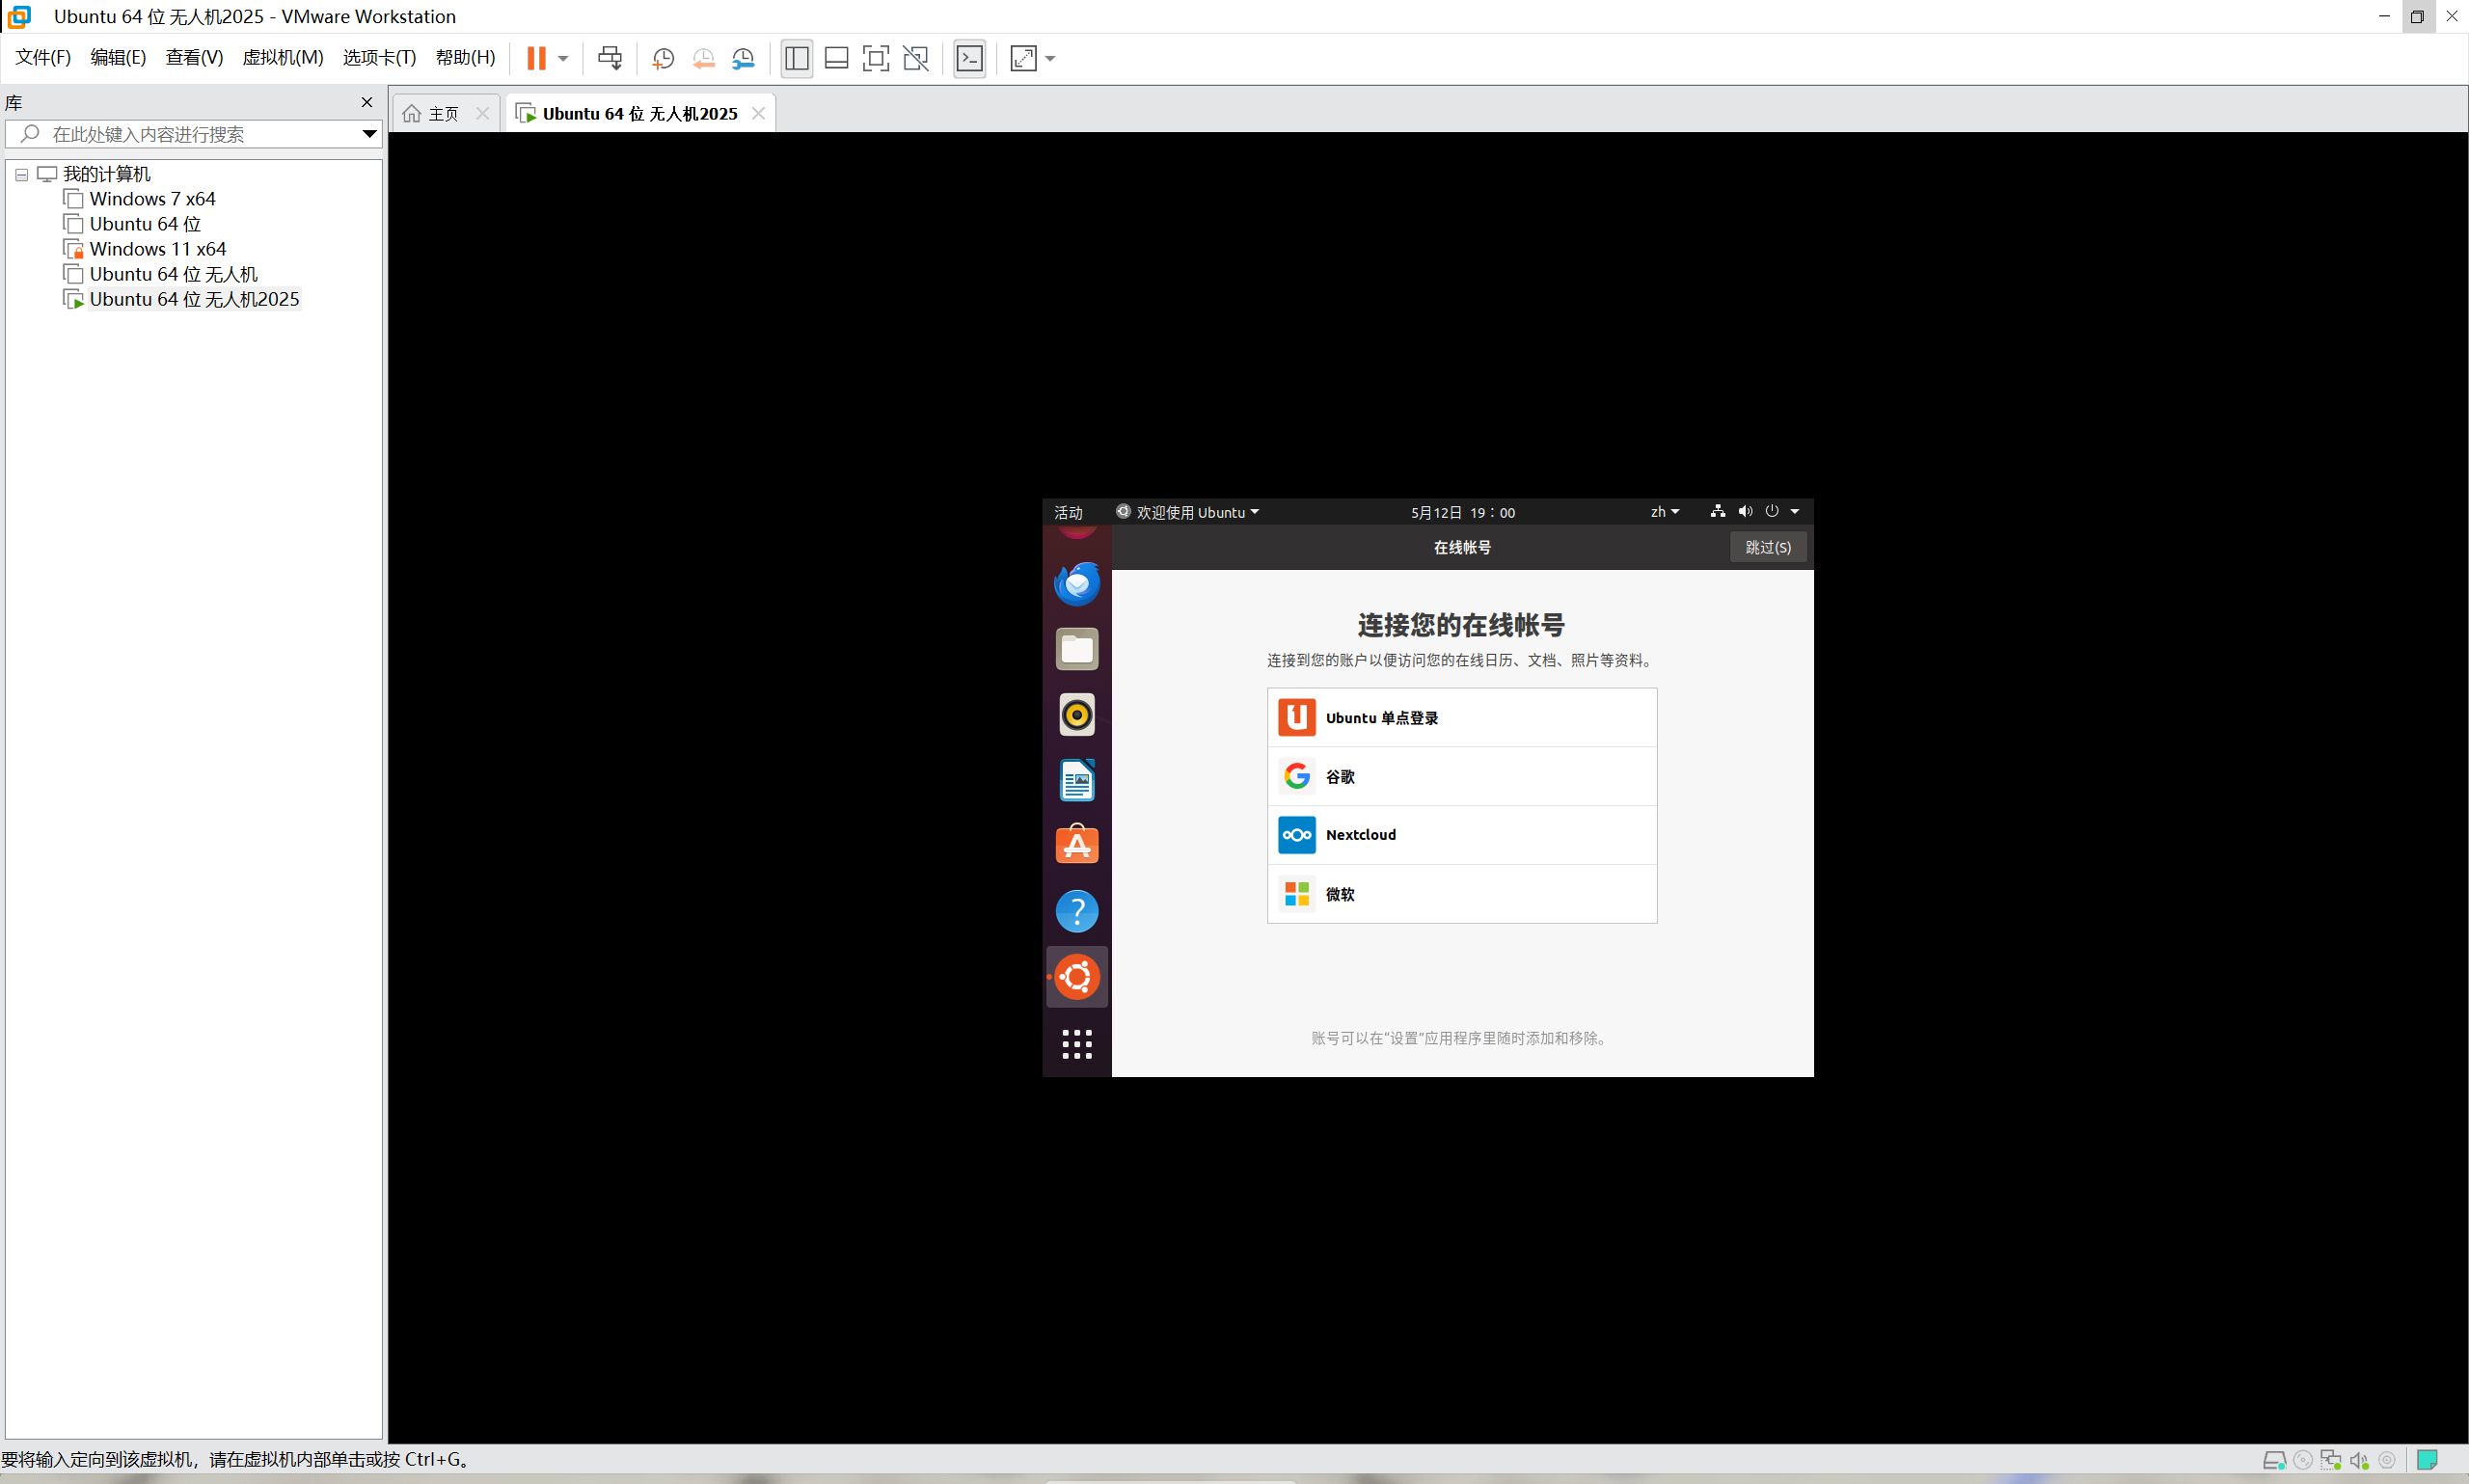 Ubuntu 64 位 无人机2025 - VMware Workstation
文件(F) 编辑(E) 查看(V) 虚拟机(M) 选项卡(T) 帮助(H)
库
在此处键入内容进行搜索
我的计算机
Windows 7 x64
Ubuntu 64 位
Windows 11 x64
Ubuntu 64 位 无人机
Ubuntu 64 位 无人机2025
主页
Ubuntu 64 位 无人机2025
活动 欢迎使用 Ubuntu 5月12日 19：00 zh
在线帐号 跳过(S)
连接您的在线帐号
连接到您的账户以便访问您的在线日历、文档、照片等资料。
Ubuntu 单点登录
谷歌
Nextcloud
微软
账号可以在“设置”应用程序里随时添加和移除。
要将输入定向到该虚拟机，请在虚拟机内部单击或按 Ctrl+G。